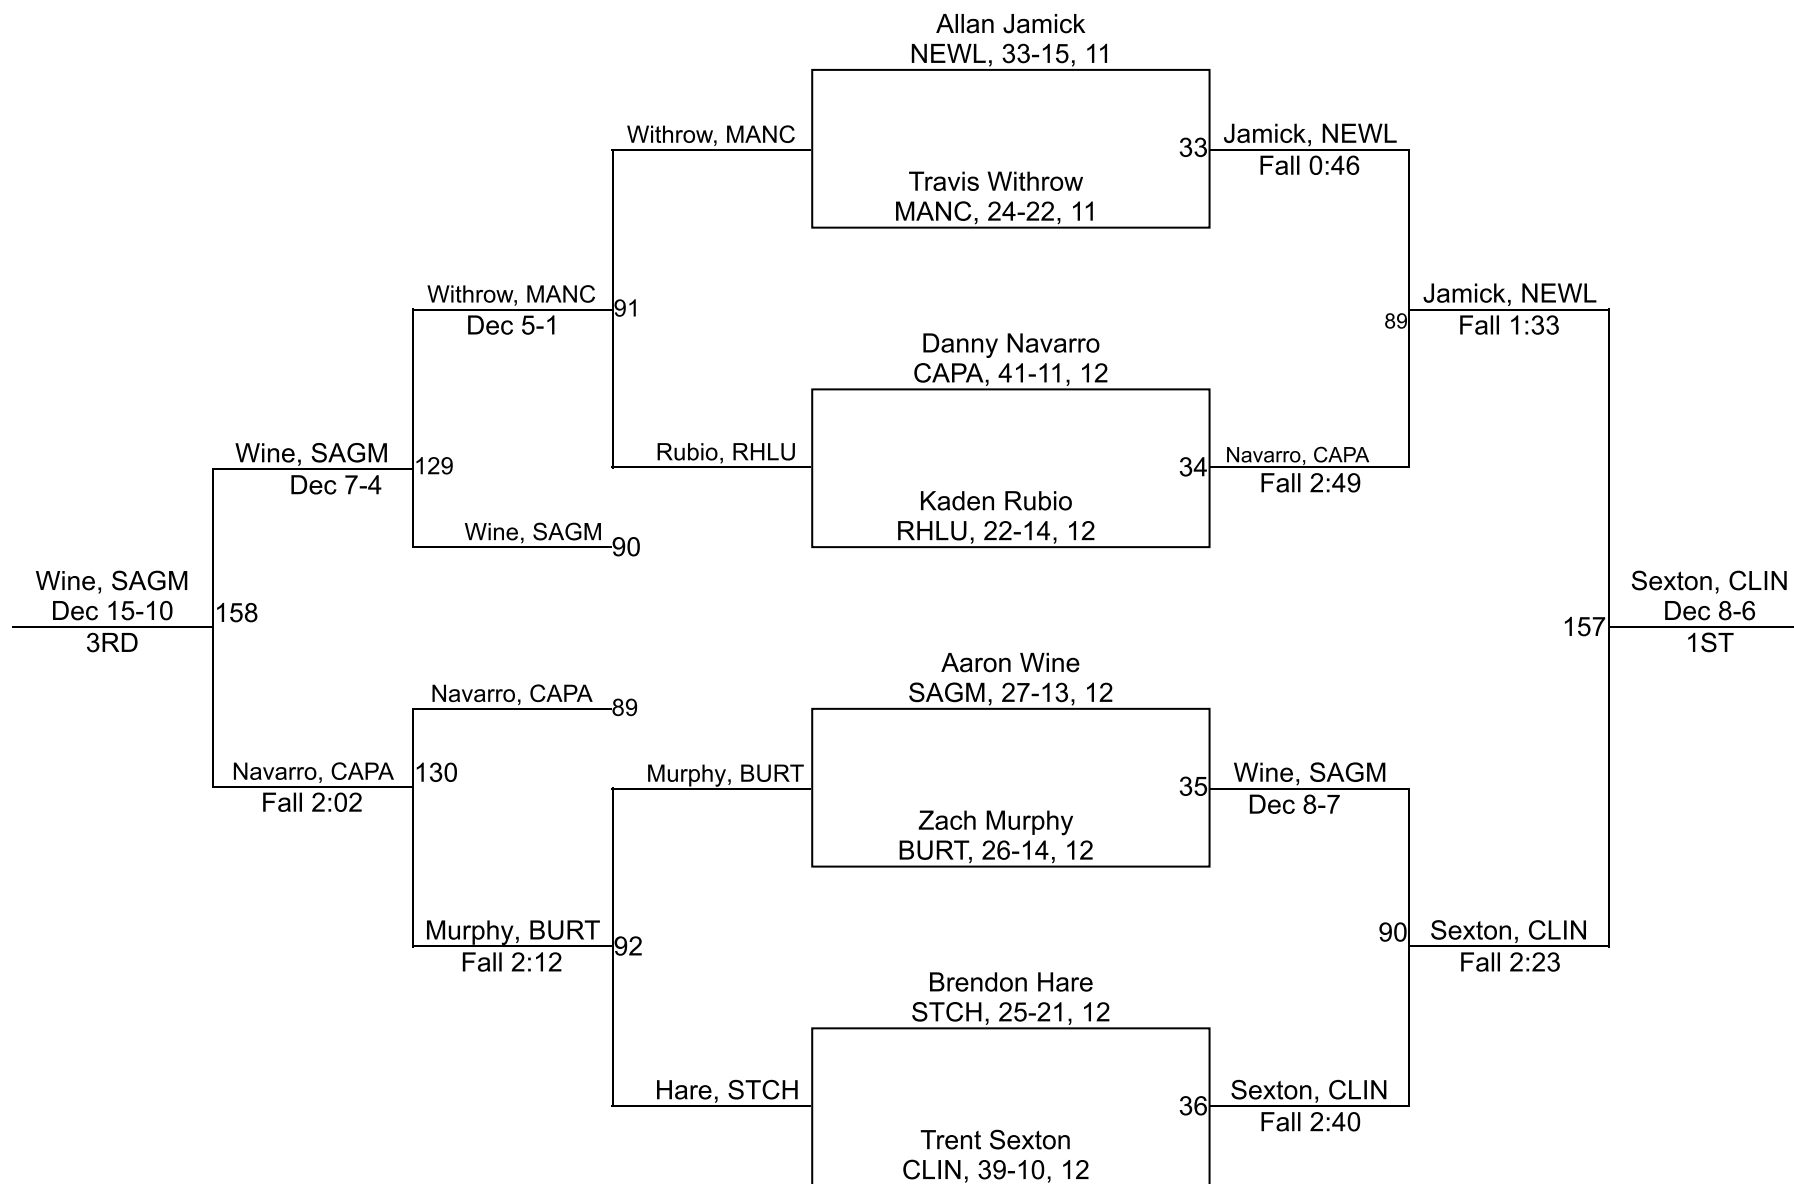 Allan Jamick
NEWL, 33-15, 11
Withrow, MANC
33
Jamick, NEWL
Fall 0:46
Travis Withrow
MANC, 24-22, 11
Withrow, MANC
Dec 5-1
91
Jamick, NEWL
Fall 1:33
89
Danny Navarro
CAPA, 41-11, 12
Wine, SAGM
Dec 7-4
129
Rubio, RHLU
34
Navarro, CAPA
Fall 2:49
Kaden Rubio
RHLU, 22-14, 12
Wine, SAGM
90
Wine, SAGM
Dec 15-10
3RD
158
157
Sexton, CLIN
Dec 8-6
1ST
Aaron Wine
SAGM, 27-13, 12
Navarro, CAPA
89
Navarro, CAPA
Fall 2:02
130
Murphy, BURT
35
Wine, SAGM
Dec 8-7
Zach Murphy
BURT, 26-14, 12
Murphy, BURT
Fall 2:12
92
90
Sexton, CLIN
Fall 2:23
Brendon Hare
STCH, 25-21, 12
Hare, STCH
36
Sexton, CLIN
Fall 2:40
Trent Sexton
CLIN, 39-10, 12